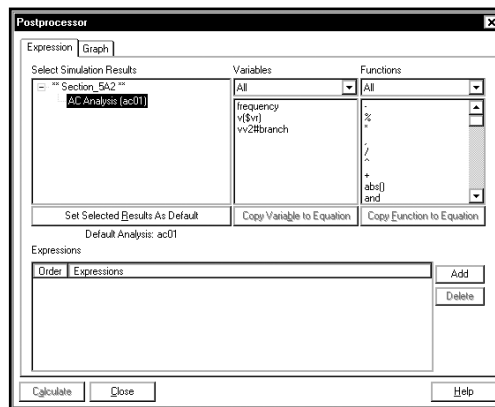 Postprocessor
Expression Graph
Select Simulation Results Variables Functions
** Section_5A2 ** All All
AC Analysis (ac01) frequency -
v($vr) %
vv2#branch *
,
/
^
+
abs()
and
Set Selected Results As Default Copy Variable to Equation Copy Function to Equation
Default Analysis: ac01
Expressions
Order Expressions Add
Delete
Calculate Close Help